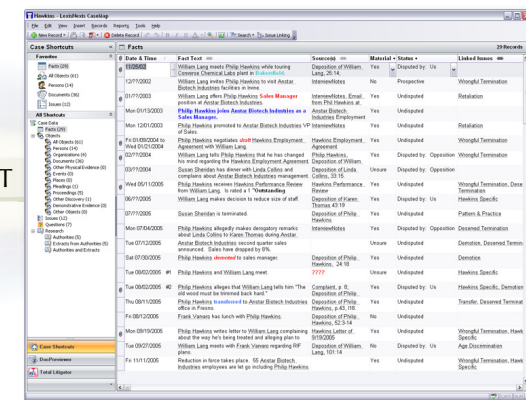 Hawkins - LexisNexis CaseMap
File Edit View Insert Records Reports Tools Help
New Record Delete Record Search Issue Linking
Case Shortcuts
Favorites
Facts (29)
All Objects (61)
Persons (14)
Documents (36)
Issues (12)
All Shortcuts
Case Data
Facts (29)
Objects
All Objects (61)
Persons (14)
Organizations (4)
Documents (36)
Other Physical Evidence (0)
Events (0)
Places (0)
Pleadings (1)
Proceedings (5)
Other Discovery (1)
Demonstrative Evidence (0)
Other Objects (0)
Issues (12)
Questions (7)
Research
Authorities (5)
Extracts from Authorities (5)
Authorities and Extracts
Case Shortcuts
DocPreviewer
Total Litigator
T
Facts 29 Records
Date & Time Fact Text Source(s) Material Status Linked Issues
11/25/02 William Lang meets Philip Hawkins while touring Converse Chemical Labs plant in Bakersfield. Deposition of William Lang, 25:14; Yes Disputed by: Us
12/??/2002 William Lang invites Philip Hawkins to visit Anstar Biotech Industries facilities in Irvine. InterviewNotes No Prospective Wrongful Termination
01/??/2003 William Lang offers Philip Hawkins Sales Manager position at Anstar Biotech Industries. InterviewNotes, Email from Phil Hawkins at Yes Undisputed Retaliation
Mon 01/13/2003 Philip Hawkins joins Anstar Biotech Industries as a Sales Manager. Anstar Biotech Industries Employment Yes Undisputed
Mon 12/01/2003 Philip Hawkins promoted to Anstar Biotech Industries VP of Sales. InterviewNotes Yes Undisputed Retaliation
Fri 01/09/2004 to Wed 01/21/2004 Philip Hawkins negotiates draft Hawkins Employment Agreement with William Lang. Hawkins Employment Agreement Yes Undisputed Wrongful Termination
02/??/2004 William Lang tells Philip Hawkins that he has changed his mind regarding the Hawkins Employment Agreement. Philip Hawkins, Deposition of William Yes Disputed by: Opposition Wrongful Termination
03/??/2004 Susan Sheridan has dinner with Linda Collins and complains about Anstar Biotech Industries management. Deposition of Linda Collins, 33:15 Unsure Disputed by: Opposition
Wed 05/11/2005 Philip Hawkins receives Hawkins Performance Review from William Lang. Is rated a 1 "Outstanding Hawkins Performance Review Yes Undisputed Wrongful Termination, Dese Termination
06/??/2005 William Lang makes decision to reduce size of staff. Deposition of Karen Thomas 43:19 Yes Disputed by: Us Hawkins Specific
07/??/2005 Susan Sheridan is terminated. Deposition of Philip Hawkins, Yes Undisputed Pattern & Practice
Mon 07/04/2005 Philip Hawkins allegedly makes derogatory remarks about Linda Collins to Karen Thomas during Anstar InterviewNotes Yes Disputed by: Opposition Deserved Termination
Tue 07/12/2005 Anstar Biotech Industries second quarter sales announced. Sales have dropped by 8%. Unsure Undisputed Demotion, Deserved Termin
Sat 07/30/2005 Philip Hawkins demoted to sales manager. Deposition of Philip Hawkins, 24:18 Yes Undisputed Demotion
Tue 08/02/2005 #1 Philip Hawkins and William Lang meet. ???? Unsure Undisputed Hawkins Specific
Tue 08/02/2005 #2 Philip Hawkins alleges that William Lang tells him "The old wood must be trimmed back hard." Complaint, p. 8; Deposition of Philip Yes Disputed by: Us Hawkins Specific, Demotion
Thu 08/11/2005 Philip Hawkins transferred to Anstar Biotech Industries office in Fresno. Deposition of Philip Hawkins, p.43, l18. Yes Undisputed Transfer, Deserved Terminat
Fri 08/12/2005 Frank Varvaro has lunch with Philip Hawkins. Deposition of Philip Hawkins, 52:3-14 No Undisputed
Mon 09/19/2005 Philip Hawkins writes letter to William Lang complaining about the way he's being treated and alleging plan to Hawkins Letter of 9/19/2005 No Undisputed Wrongful Termination, Hawk Specific
Tue 09/27/2005 William Lang meets with Frank Varvaro regarding RIF plans. Deposition of William Lang, 101:14 No Disputed by: Us Age Discrimination
Fri 11/11/2005 Reduction in force takes place. 55 Anstar Biotech Industries employees are let go including Philip Hawkins. Yes Undisputed Wrongful Termination, Hawk Specific